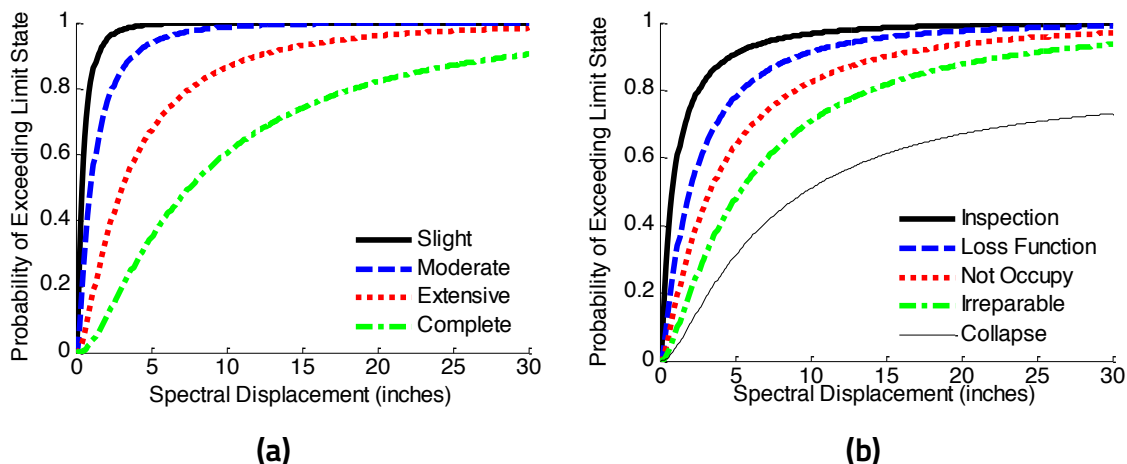 Probability of Exceeding Limit State
1
0.8
0.6
0.4
0.2
0
0
5
10
15
20
25
30
Spectral Displacement (inches)
Slight
Moderate
Extensive
Complete
(a)
Probability of Exceeding Limit State
1
0.8
0.6
0.4
0.2
0
0
5
10
15
20
25
30
Spectral Displacement (inches)
Inspection
Loss Function
Not Occupy
Irreparable
Collapse
(b)